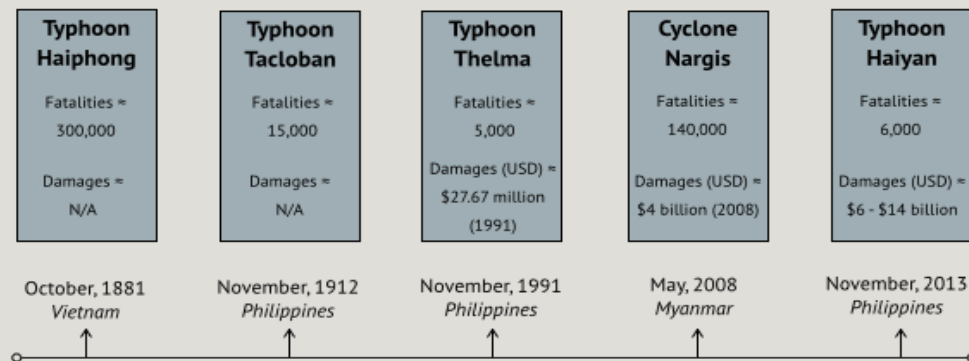 Typhoon
Haiphong
Fatalities ≈
300,000
Damages ≈
N/A
October, 1881
Vietnam
Typhoon
Tacloban
Fatalities ≈
15,000
Damages ≈
N/A
November, 1912
Philippines
Typhoon
Thelma
Fatalities ≈
5,000
Damages (USD) ≈
$27.67 million
(1991)
November, 1991
Philippines
Cyclone
Nargis
Fatalities ≈
140,000
Damages (USD) ≈
$4 billion (2008)
May, 2008
Myanmar
Typhoon
Haiyan
Fatalities ≈
6,000
Damages (USD) ≈
$6 - $14 billion
November, 2013
Philippines